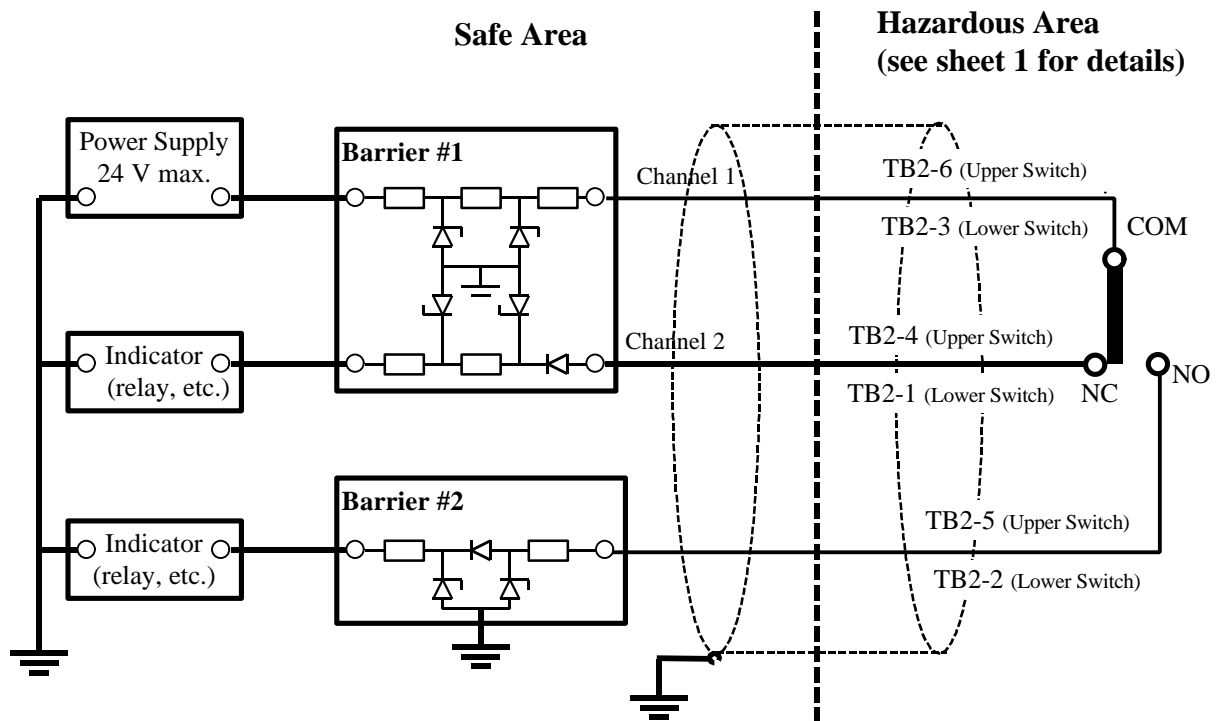 Safe Area
Hazardous Area
(see sheet 1 for details)
Power Supply
24 V max.
Barrier #1
Channel 1
TB2-6 (Upper Switch)
TB2-3 (Lower Switch)
COM
Indicator
(relay, etc.)
Channel 2
TB2-4 (Upper Switch)
TB2-1 (Lower Switch)
NC
NO
Barrier #2
Indicator
(relay, etc.)
TB2-5 (Upper Switch)
TB2-2 (Lower Switch)